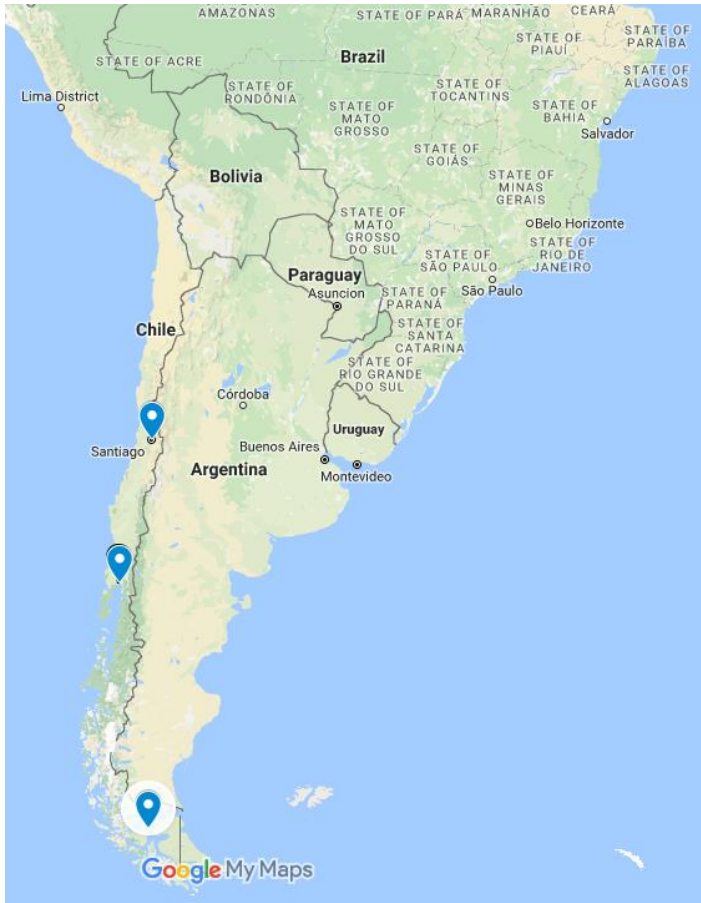 AMAZONAS
STATE OF PARÁ
MARANHÃO
CEARÁ
STATE OF
PARAÍBA
STATE OF
PIAUÍ
Brazil
STATE OF ACRE
STATE OF
ALAGOAS
STATE OF
RONDÔNIA
STATE OF
TOCANTINS
Lima District
STATE OF
MATO
GROSSO
STATE OF
BAHIA
Salvador
STATE OF
GOIÁS
Bolivia
STATE OF
MINAS
GERAIS
STATE OF
MATO
GROSSO
DO SUL
Belo Horizonte
STATE OF
RIO DE
JANEIRO
STATE OF
SÃO PAULO
Paraguay
Asuncion
São Paulo
STATE OF
PARANÁ
Chile
STATE OF
SANTA
CATARINA
STATE OF
RIO GRANDE
DO SUL
Córdoba
Uruguay
Santiago
Buenos Aires
Argentina
Montevideo
Google My Maps